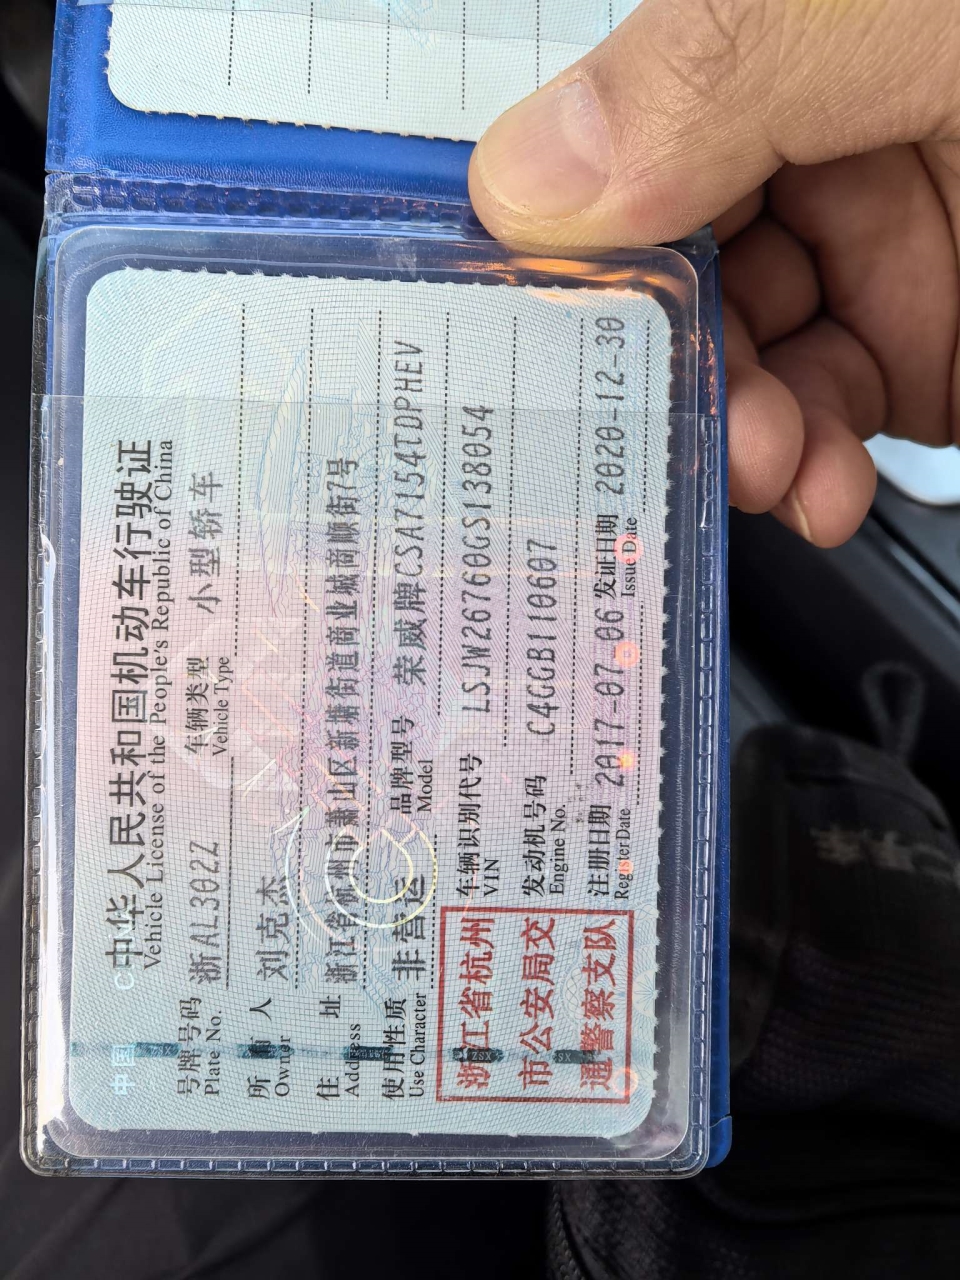 中华人民共和国机动车行驶证
Vehicle License of the People's Republic of China
号牌号码 浙AL302Z 车辆类型 小型轿车
Plate No. Vehicle Type
所有人 刘克杰
Owner
住址 浙江省杭州市萧山区新塘街道商业城商顺街7号
Address
使用性质 非营运 品牌型号 荣威牌CSA7154TDPHEV
Use Character Model
浙江省杭州
市公安局交
通警察支队
车辆识别代号 LSJW26760GS138054
VIN
发动机号码 C4GGB110607
Engine No.
注册日期 2017-07-06 发证日期 2020-12-30
Register Date Issue Date